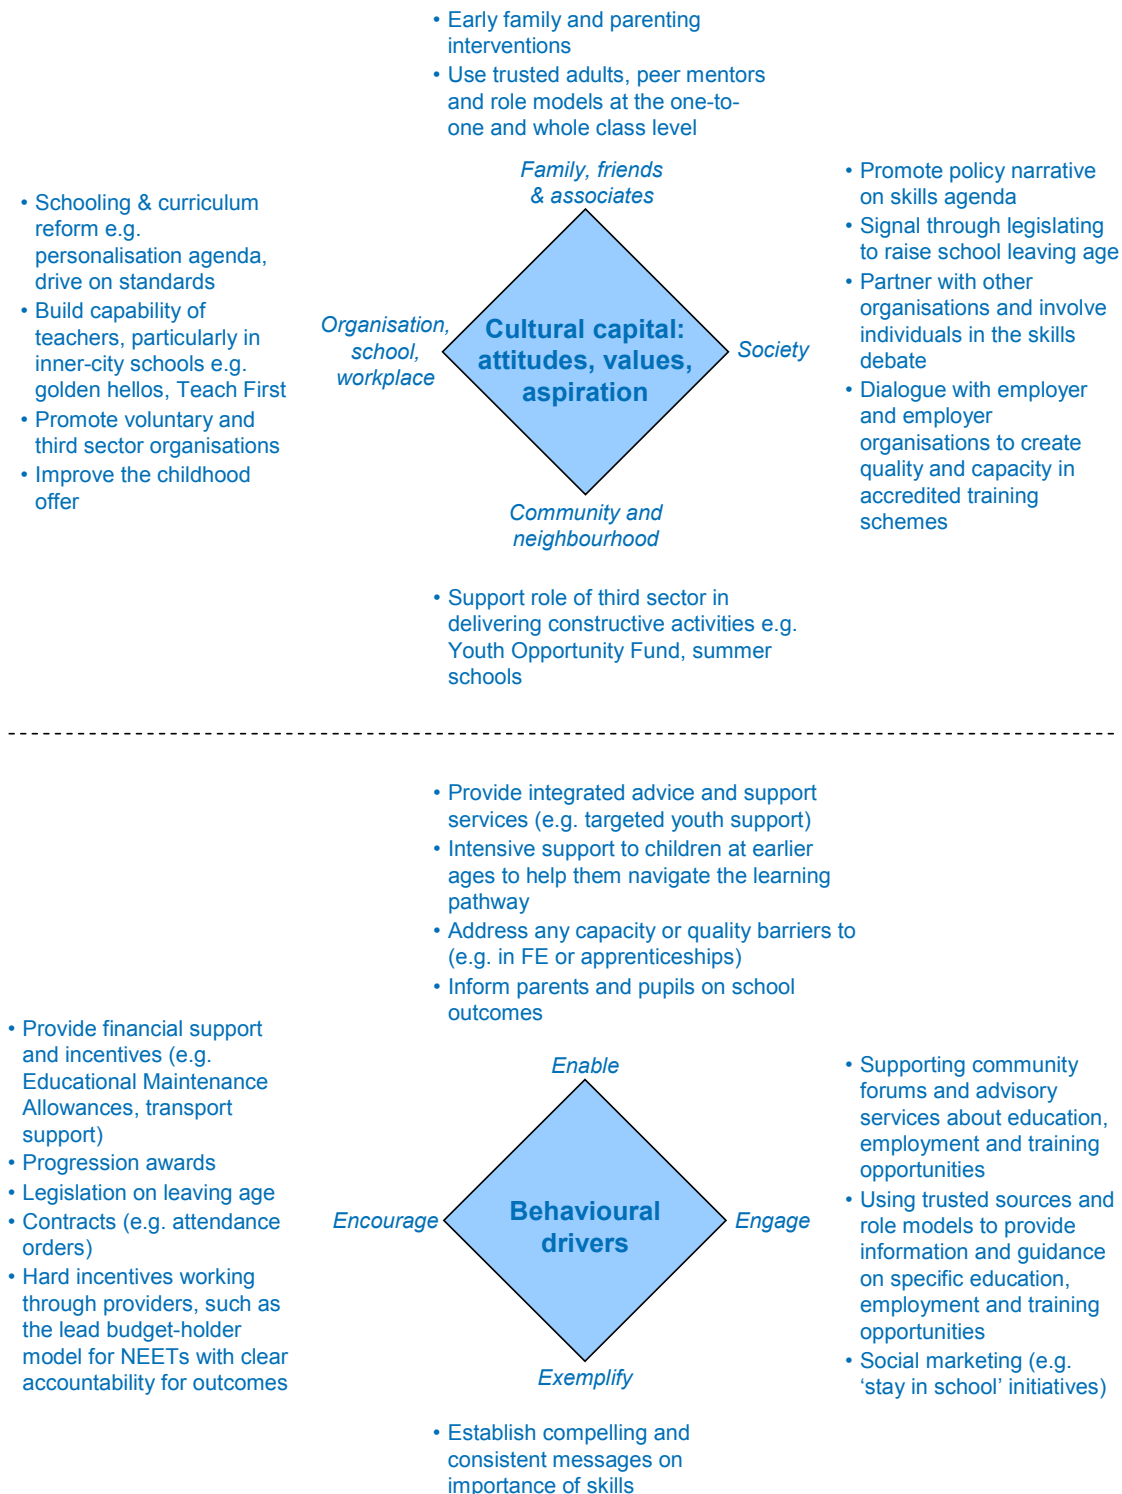 • Early family and parenting
interventions
• Use trusted adults, peer mentors
and role models at the one-to-
one and whole class level
Family, friends
& associates
• Schooling & curriculum
reform e.g.
personalisation agenda,
drive on standards
• Build capability of
teachers, particularly in
inner-city schools e.g.
golden hellos, Teach First
• Promote voluntary and
third sector organisations
• Improve the childhood
offer
Organisation,
school,
workplace
Cultural capital:
attitudes, values,
aspiration
Society
• Promote policy narrative
on skills agenda
• Signal through legislating
to raise school leaving age
• Partner with other
organisations and involve
individuals in the skills
debate
• Dialogue with employer
and employer
organisations to create
quality and capacity in
accredited training
schemes
Community and
neighbourhood
• Support role of third sector in
delivering constructive activities e.g.
Youth Opportunity Fund, summer
schools
• Provide integrated advice and support
services (e.g. targeted youth support)
• Intensive support to children at earlier
ages to help them navigate the learning
pathway
• Address any capacity or quality barriers to
(e.g. in FE or apprenticeships)
• Inform parents and pupils on school
outcomes
Enable
• Provide financial support
and incentives (e.g.
Educational Maintenance
Allowances, transport
support)
• Progression awards
• Legislation on leaving age
• Contracts (e.g. attendance
orders)
• Hard incentives working
through providers, such as
the lead budget-holder
model for NEETs with clear
accountability for outcomes
Encourage
Behavioural
drivers
Engage
• Supporting community
forums and advisory
services about education,
employment and training
opportunities
• Using trusted sources and
role models to provide
information and guidance
on specific education,
employment and training
opportunities
• Social marketing (e.g.
‘stay in school’ initiatives)
Exemplify
• Establish compelling and
consistent messages on
importance of skills